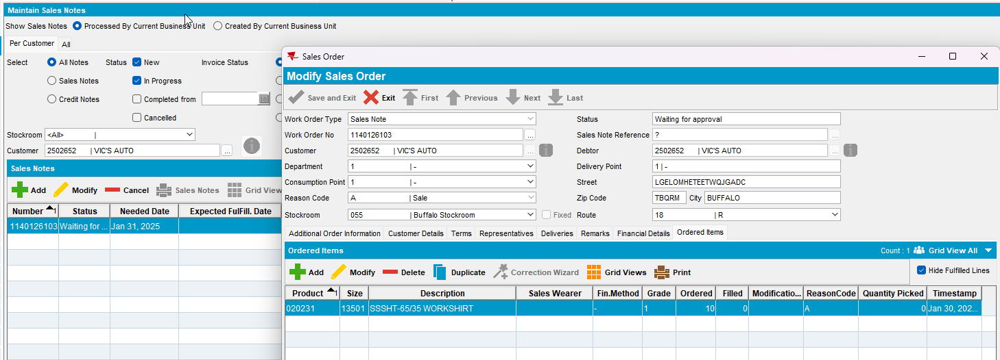 Maintain Sales Notes
Show Sales Notes Processed By Current Business Unit Created By Current Business Unit
Per Customer All
Select All Notes Status New Invoice Status
Sales Notes In Progress
Credit Notes Completed from 16
Cancelled
Stockroom <All> |
Customer 2502652 | VIC'S AUTO ...
Sales Notes
Add Modify Cancel Sales Notes Grid View
Number 1 Status Needed Date Expected FulFill. Date
1140126103 Waiting for ... Jan 31, 2025
Sales Order
Modify Sales Order
Save and Exit Exit First Previous Next Last
Work Order Type Sales Note Status Waiting for approval
Work Order No 1140126103 ... Sales Note Reference ? ...
Customer 2502652 | VIC'S AUTO ... Debtor 2502652 | VIC'S AUTO ...
Department 1 | - Delivery Point 1 | -
Consumption Point 1 | - Street LGELOMHETEETWQJGADC
Reason Code A | Sale Zip Code TBQRM City BUFFALO
Stockroom 055 | Buffalo Stockroom Fixed Route 18 | R
Additional Order Information Customer Details Terms Representatives Deliveries Remarks Financial Details Ordered Items
Ordered Items Count : 1 Grid View All
Add Modify Delete Duplicate Correction Wizard Grid Views Print Hide Fulfilled Lines
Product 1 Size Description Sales Wearer Fin.Method Grade Ordered Filled Modificatio... ReasonCode Quantity Picked Timestamp
020231 13501 SSSHT-65/35 WORKSHIRT - 1 10 0 A 0 Jan 30, 202...